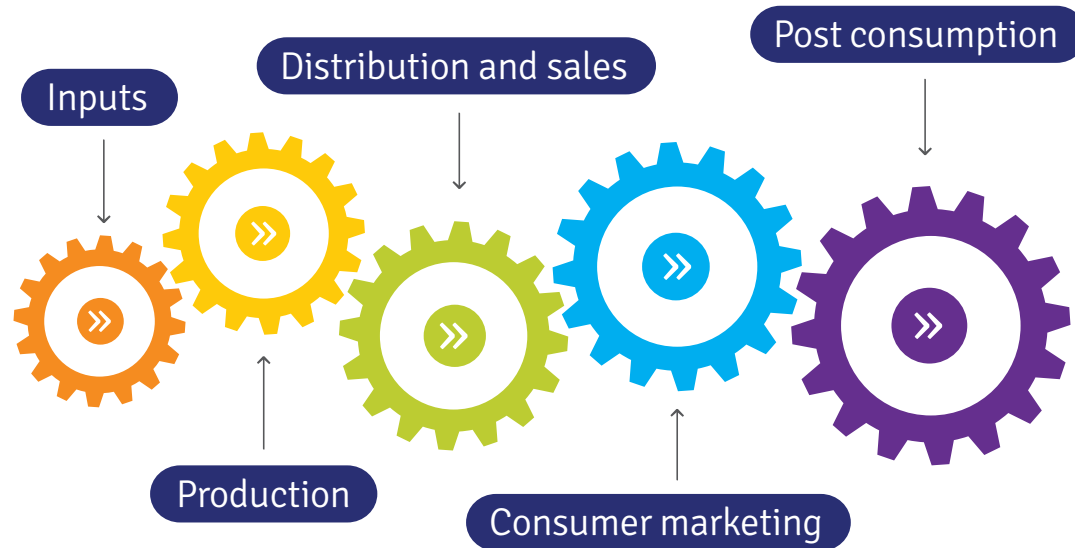 Inputs
Production
Distribution and sales
Consumer marketing
Post consumption